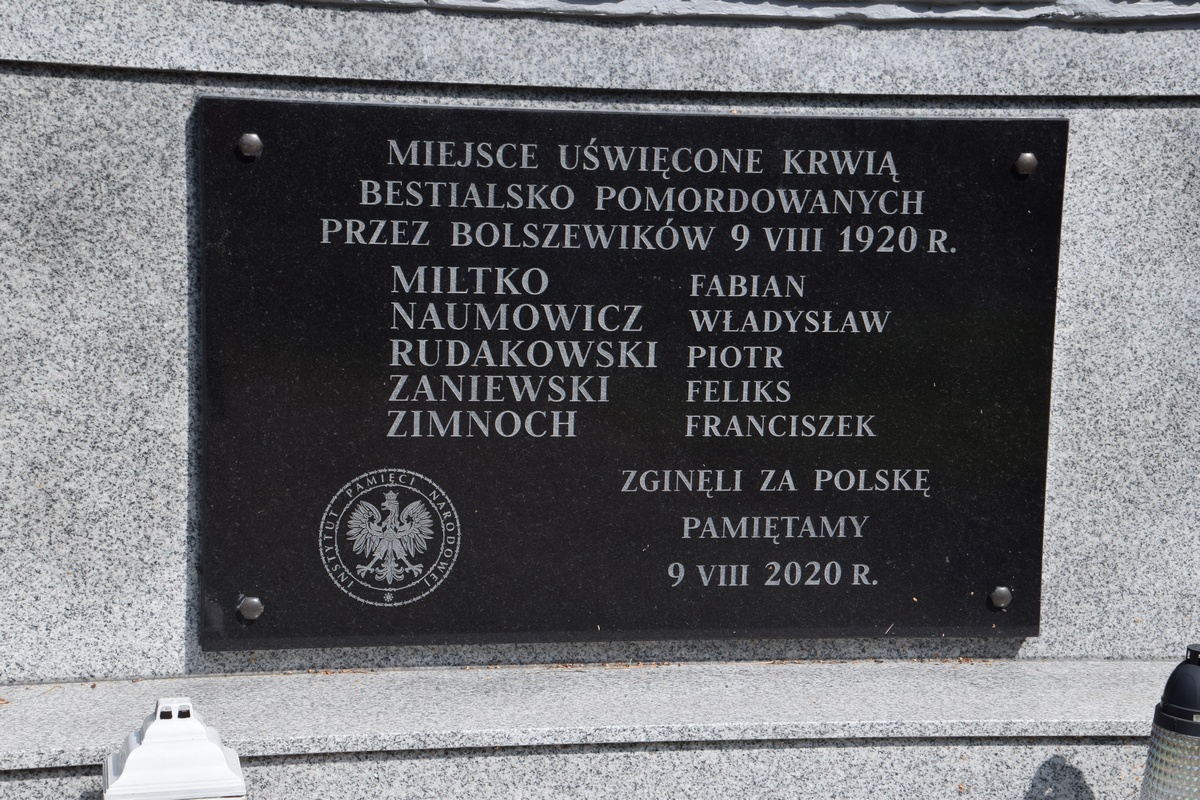 MIEJSCE UŚWIĘCONE KRWIĄ
BESTIALSKO POMORDOWANYCH
PRZEZ BOLSZEWIKÓW 9 VIII 1920 R.
MILTKO FABIAN
NAUMOWICZ WŁADYSŁAW
RUDAKOWSKI PIOTR
ZANIEWSKI FELIKS
ZIMNOCH FRANCISZEK
ZGINĘLI ZA POLSKĘ
PAMIĘTAMY
9 VIII 2020 R.
INSTYTUT PAMIĘCI NARODOWEJ